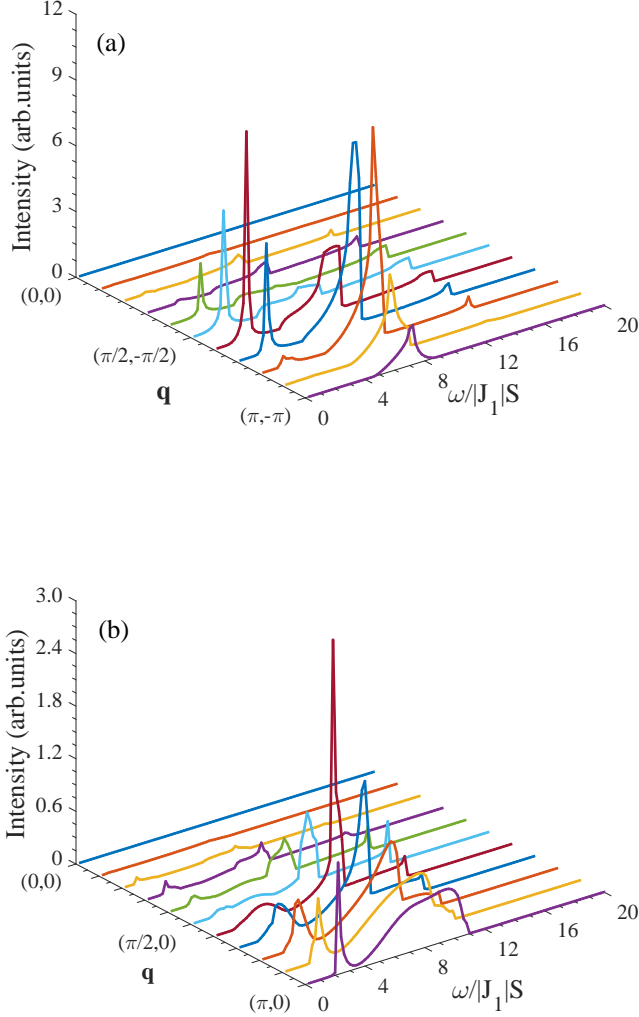 12
(a)
9
6
3
0
Intensity (arb.units)
(0,0)
(π/2,-π/2)
(π,-π)
q
0
4
8
12
16
20
ω/|J₁|S
3.0
(b)
2.4
1.8
1.2
0.6
0
Intensity (arb.units)
(0,0)
(π/2,0)
(π,0)
q
0
4
8
12
16
20
ω/|J₁|S